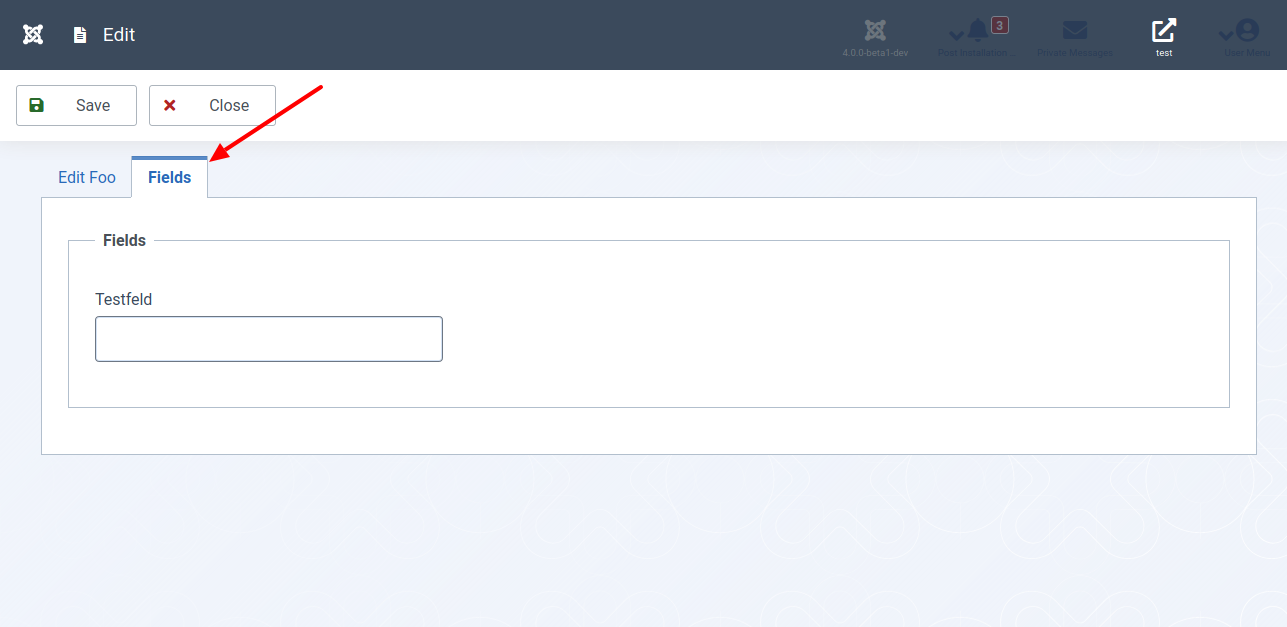 Edit
3
4.0.0-beta1-dev
Post Installation...
Private Messages
test
User Menu
Save
Close
Edit Foo
Fields
Fields
Testfeld